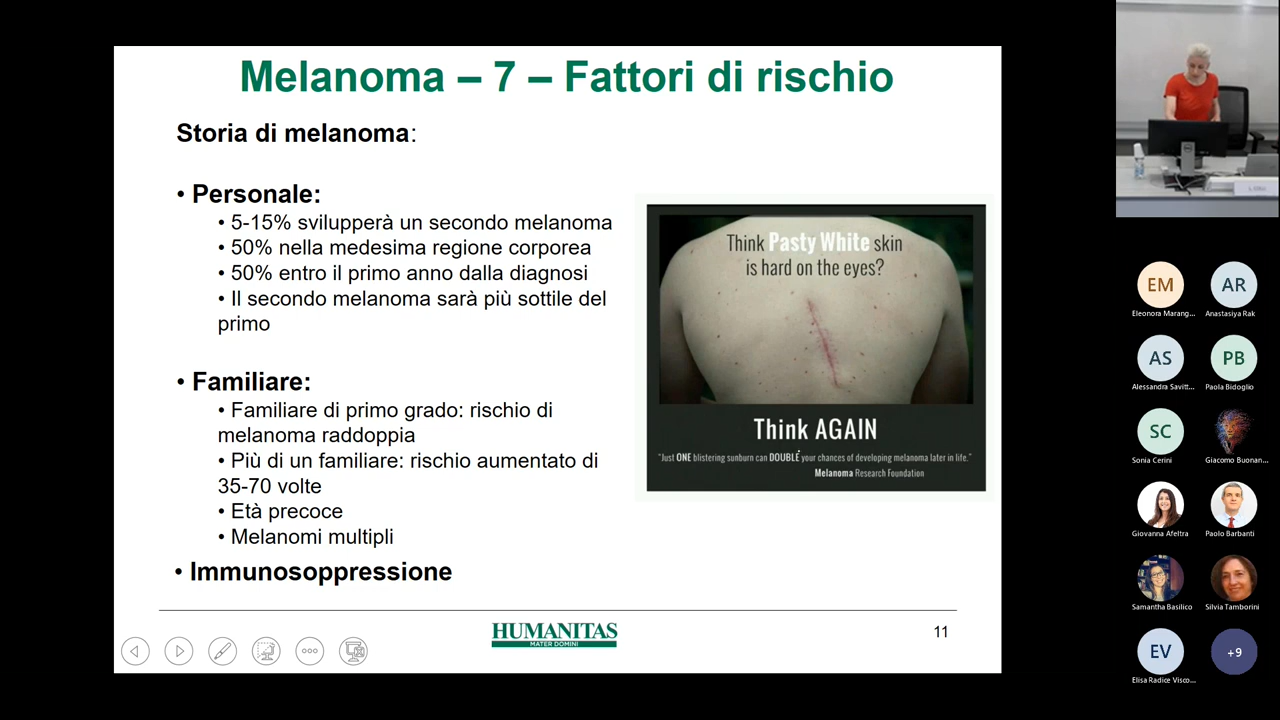 Melanoma – 7 – Fattori di rischio
Storia di melanoma:
• Personale:
• 5-15% svilupperà un secondo melanoma
• 50% nella medesima regione corporea
• 50% entro il primo anno dalla diagnosi
• Il secondo melanoma sarà più sottile del
primo
• Familiare:
• Familiare di primo grado: rischio di
melanoma raddoppia
• Più di un familiare: rischio aumentato di
35-70 volte
• Età precoce
• Melanomi multipli
• Immunosoppressione
Think Pasty White skin
is hard on the eyes?
Think AGAIN
"Just ONE blistering sunburn can DOUBLE your chances of developing melanoma later in life."
Melanoma Research Foundation
HUMANITAS
MATER DOMINI
11
EM
Eleonora Marang...
AR
Anastasiya Rak
AS
Alessandra Savitt...
PB
Paola Bidoglio
SC
Sonia Cerini
Giacomo Buonan...
Giovanna Afeltra
Paolo Barbanti
Samantha Basilico
Silvia Tamborini
EV
Elisa Radice Visco...
+9